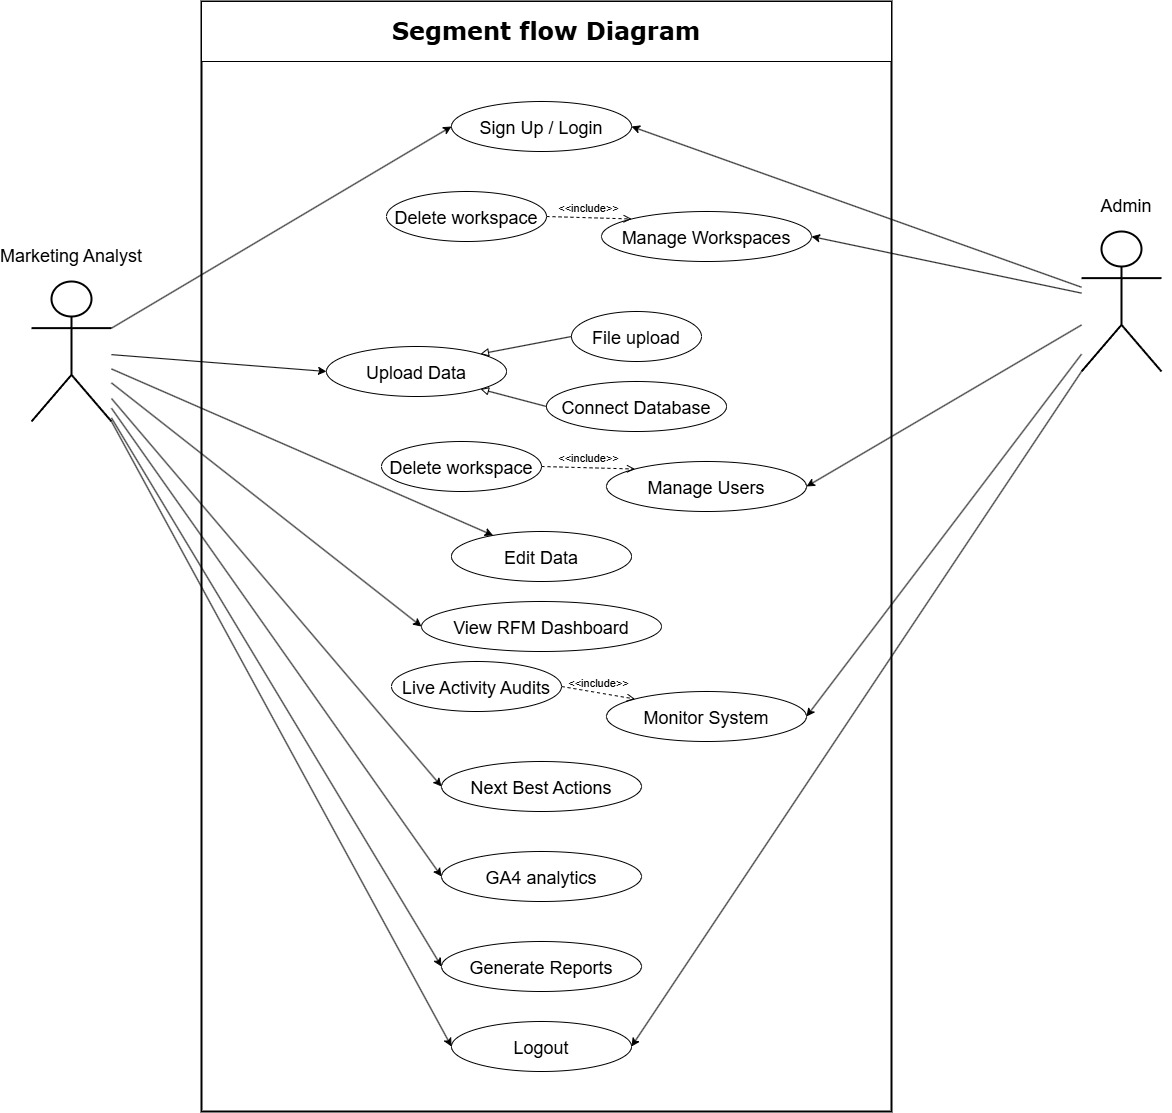 Segment flow Diagram
Sign Up / Login
Admin
<<include>>
Delete workspace
Manage Workspaces
Marketing Analyst
File upload
Upload Data
Connect Database
<<include>>
Delete workspace
Manage Users
Edit Data
View RFM Dashboard
<<include>>
Live Activity Audits
Monitor System
Next Best Actions
GA4 analytics
Generate Reports
Logout